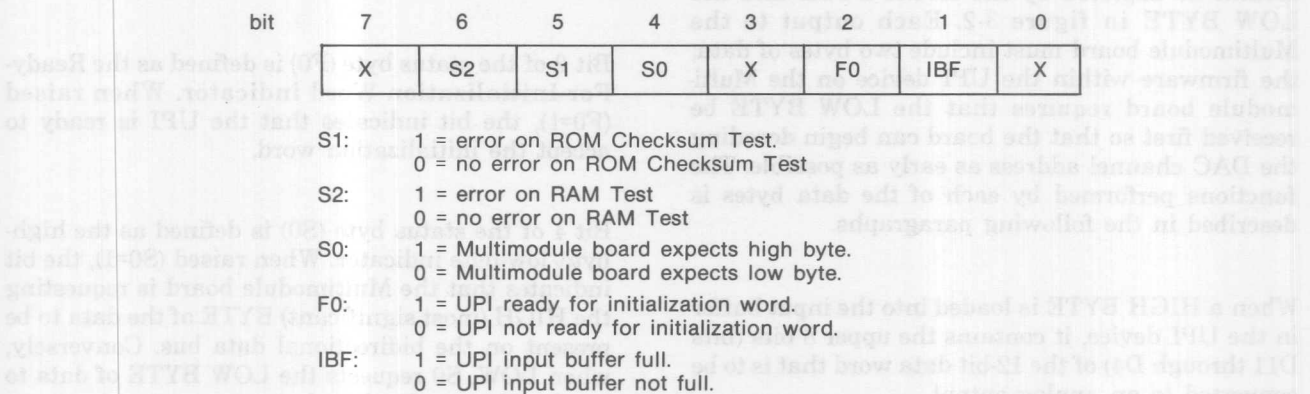 bit 7 6 5 4 3 2 1 0
X S2 S1 S0 X F0 IBF X
S1: 1 = error on ROM Checksum Test.
0 = no error on ROM Checksum Test
S2: 1 = error on RAM Test
0 = no error on RAM Test
S0: 1 = Multimodule board expects high byte.
0 = Multimodule board expects low byte.
F0: 1 = UPI ready for initialization word.
0 = UPI not ready for initialization word.
IBF: 1 = UPI input buffer full.
0 = UPI input buffer not full.